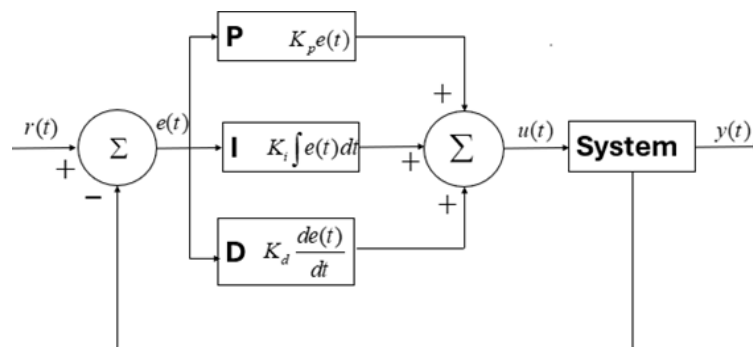 P K_p e(t)
+
r(t) e(t) u(t) y(t)
Σ I K_i ∫e(t)dt Σ System
+ +
− +
D K_d de(t)/dt